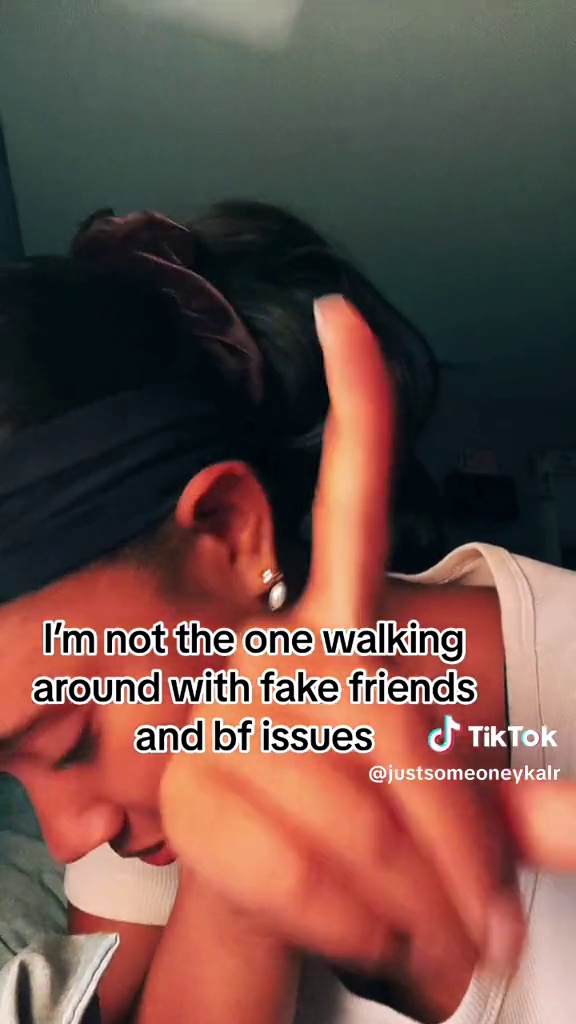 I'm not the one walking
around with fake friends
and bf issues
TikTok
@justsomeoneykalr